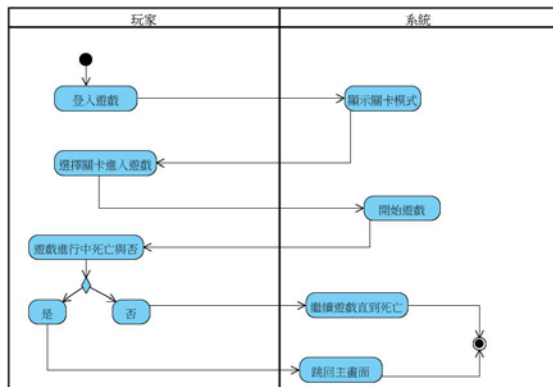 玩家
系統
登入遊戲
顯示關卡模式
選擇關卡進入遊戲
開始遊戲
遊戲進行中死亡與否
是
否
繼續遊戲直到死亡
跳回主畫面